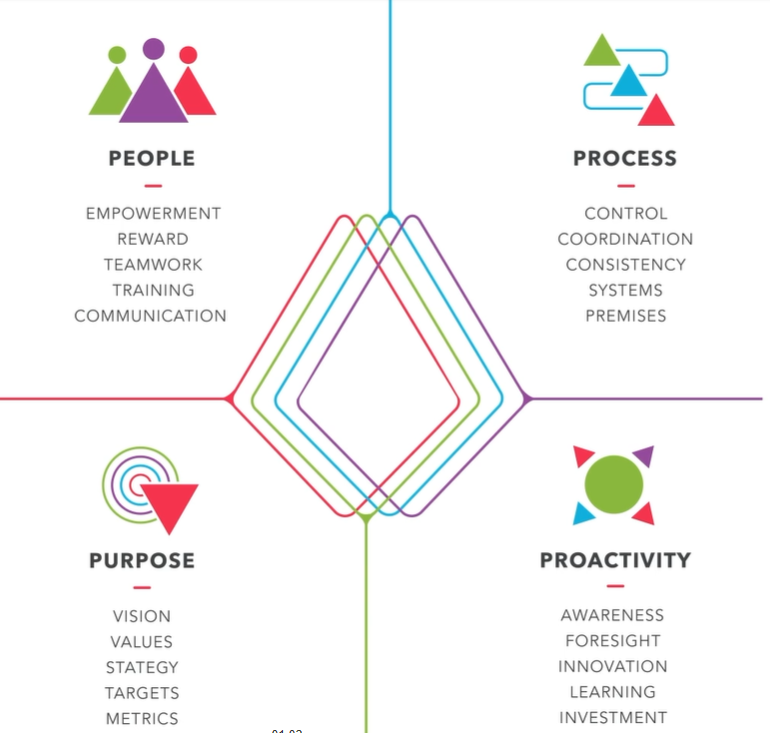 PEOPLE
EMPOWERMENT
REWARD
TEAMWORK
TRAINING
COMMUNICATION
PROCESS
CONTROL
COORDINATION
CONSISTENCY
SYSTEMS
PREMISES
PURPOSE
VISION
VALUES
STATEGY
TARGETS
METRICS
PROACTIVITY
AWARENESS
FORESIGHT
INNOVATION
LEARNING
INVESTMENT